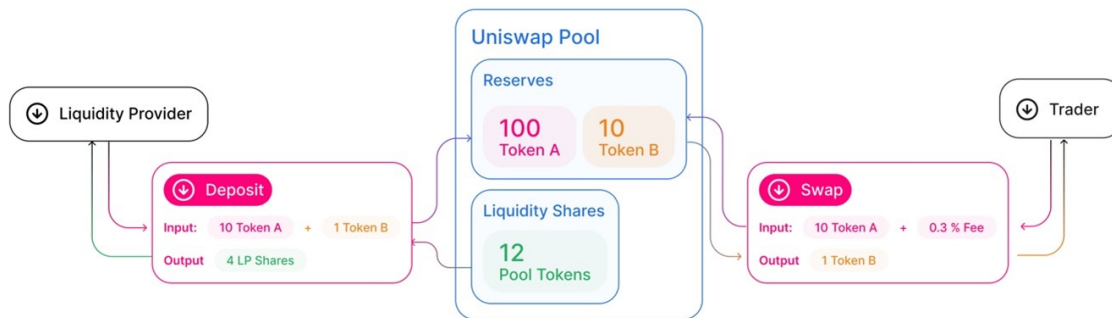 Uniswap Pool
Reserves
100
Token A
10
Token B
Liquidity Shares
12
Pool Tokens
Liquidity Provider
Deposit
Input: 10 Token A + 1 Token B
Output 4 LP Shares
Trader
Swap
Input: 10 Token A + 0.3 % Fee
Output 1 Token B